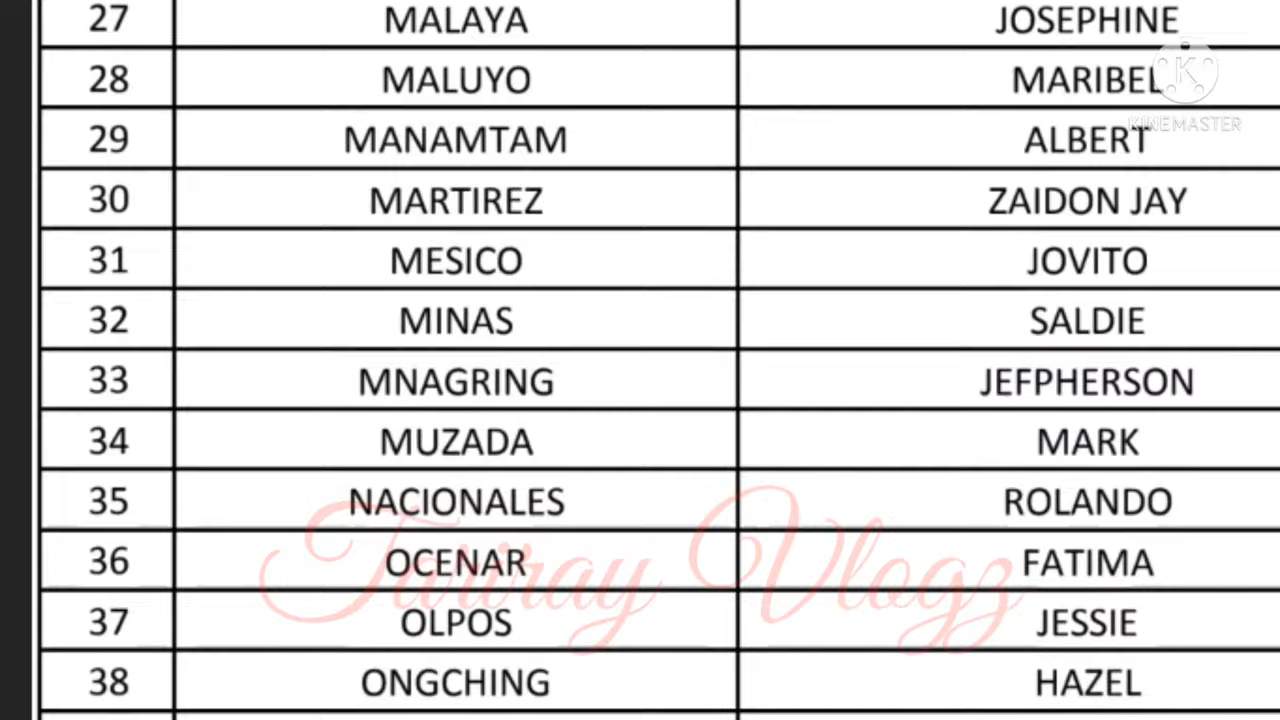 27 MALAYA JOSEPHINE
28 MALUYO MARIBEL
KINEMASTER
29 MANAMTAM ALBERT
30 MARTIREZ ZAIDON JAY
31 MESICO JOVITO
32 MINAS SALDIE
33 MNAGRING JEFPHERSON
34 MUZADA MARK
35 NACIONALES ROLANDO
36 OCENAR FATIMA
Vlogz
37 OLPOS JESSIE
38 ONGCHING HAZEL